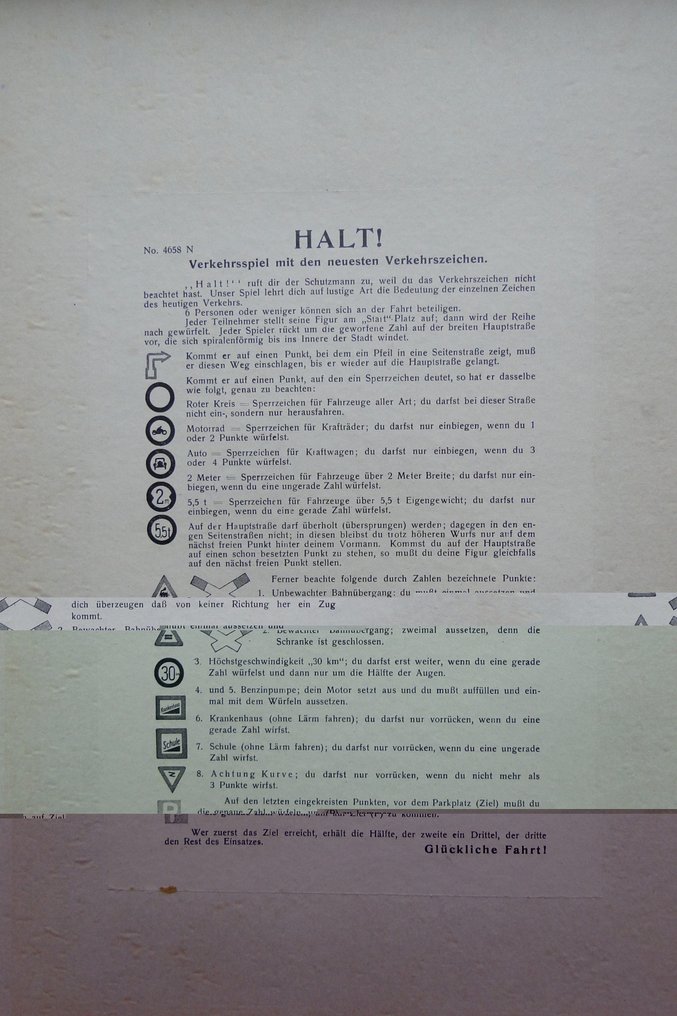 HALT!
No. 4658 N
Verkehrsspiel mit den neuesten Verkehrszeichen.
„Halt!“ ruft dir der Schutzmann zu, weil du das Verkehrszeichen nicht
beachtet hast. Unser Spiel lehrt dich auf lustige Art die Bedeutung der einzelnen Zeichen
des heutigen Verkehrs.
6 Personen oder weniger können sich an der Fahrt beteiligen.
Jeder Teilnehmer stellt seine Figur am „Start“-Platz auf; dann wird der Reihe
nach gewürfelt. Jeder Spieler rückt um die geworfene Zahl auf der breiten Hauptstraße
vor, die sich spiralenförmig bis ins Innere der Stadt windet.
Kommt er auf einen Punkt, bei dem ein Pfeil in eine Seitenstraße zeigt, muß
er diesen Weg einschlagen, bis er wieder auf die Hauptstraße gelangt.
Kommt er auf einen Punkt, auf den ein Sperrzeichen deutet, so hat er dasselbe
wie folgt, genau zu beachten:
Roter Kreis = Sperrzeichen für Fahrzeuge aller Art; du darfst bei dieser Straße
nicht ein-, sondern nur herausfahren.
Motorrad = Sperrzeichen für Krafträder; du darfst nur einbiegen, wenn du 1
oder 2 Punkte würfelst.
Auto = Sperrzeichen für Kraftwagen; du darfst nur einbiegen, wenn du 3
oder 4 Punkte würfelst.
2 Meter = Sperrzeichen für Fahrzeuge über 2 Meter Breite; du darfst nur ein-
biegen, wenn du eine ungerade Zahl würfelst.
2 m
5,5 t = Sperrzeichen für Fahrzeuge über 5,5 t Eigengewicht; du darfst nur
einbiegen, wenn du eine gerade Zahl würfelst.
5,5t
Auf der Hauptstraße darf überholt (übersprungen) werden; dagegen in den en-
gen Seitenstraßen nicht; in diesen bleibst du trotz höheren Wurfs nur auf dem
nächst freien Punkt hinter deinem Vormann. Kommst du auf der Hauptstraße
auf einen schon besetzten Punkt zu stehen, so mußt du deine Figur gleichfalls
auf den nächst freien Punkt stellen.
Ferner beachte folgende durch Zahlen bezeichnete Punkte:
1. Unbewachter Bahnübergang; du mußt einmal aussetzen und
dich überzeugen daß von keiner Richtung her ein Zug
kommt.
2. Bewachter
einmal aussetzen und
2. Bewachter Bahnübergang; zweimal aussetzen, denn die
Schranke ist geschlossen.
30
3. Höchstgeschwindigkeit „30 km“; du darfst erst weiter, wenn du eine gerade
Zahl würfelst und dann nur um die Hälfte der Augen.
4. und 5. Benzinpumpe; dein Motor setzt aus und du mußt auffüllen und ein-
mal mit dem Würfeln aussetzen.
Krankenhaus
6. Krankenhaus (ohne Lärm fahren); du darfst nur vorrücken, wenn du eine
gerade Zahl wirfst.
Schule
7. Schule (ohne Lärm fahren); du darfst nur vorrücken, wenn du eine ungerade
Zahl wirfst.
8. Achtung Kurve; du darfst nur vorrücken, wenn du nicht mehr als
3 Punkte wirfst.
P
Auf den letzten eingekreisten Punkten, vor dem Parkplatz (Ziel) mußt du
die genaue Zahl würfeln, zu kommen.
auf Ziel
Wer zuerst das Ziel erreicht, erhält die Hälfte, der zweite ein Drittel, der dritte
den Rest des Einsatzes.
Glückliche Fahrt!